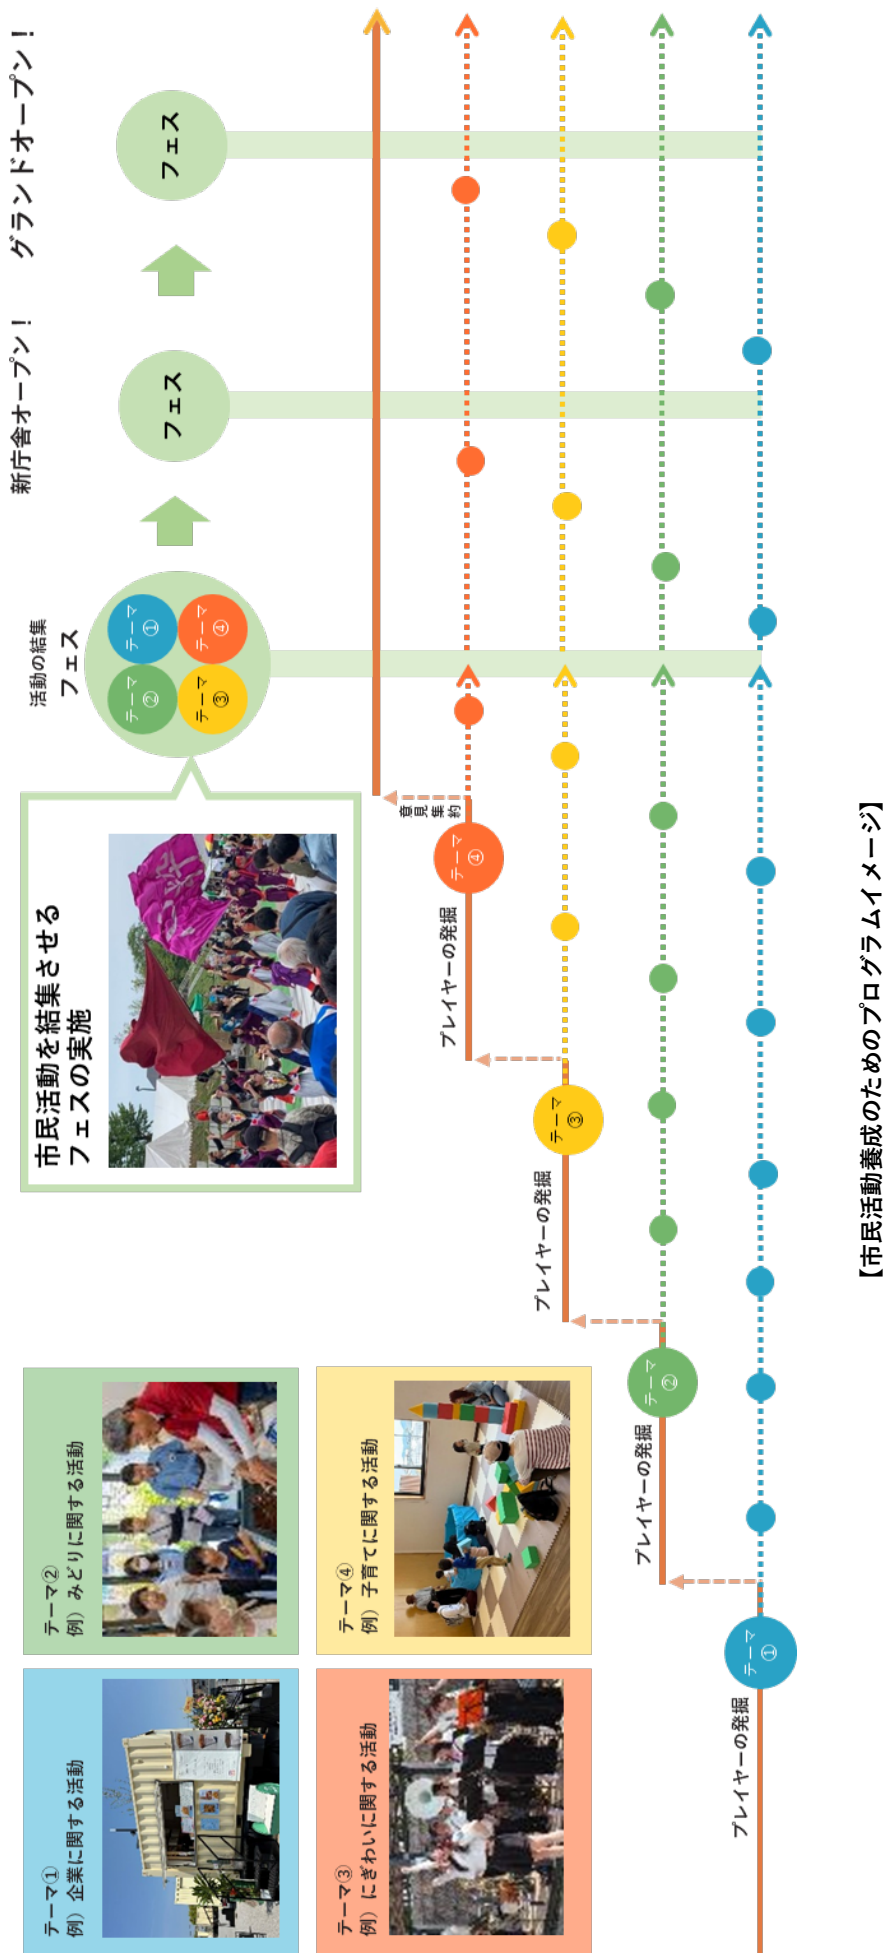 テーマ①
例）企業に関する活動
テーマ②
例）みどりに関する活動
テーマ③
例）にぎわいに関する活動
テーマ④
例）子育てに関する活動
市民活動を結集させる
フェスの実施
活動の結集
フェス
テーマ
②
テーマ
①
テーマ
③
テーマ
④
新庁舎オープン！
フェス
グランドオープン！
フェス
プレイヤーの発掘
テーマ
①
プレイヤーの発掘
テーマ
②
プレイヤーの発掘
テーマ
③
プレイヤーの発掘
テーマ
④
意見集約
【市民活動養成のためのプログラムイメージ】